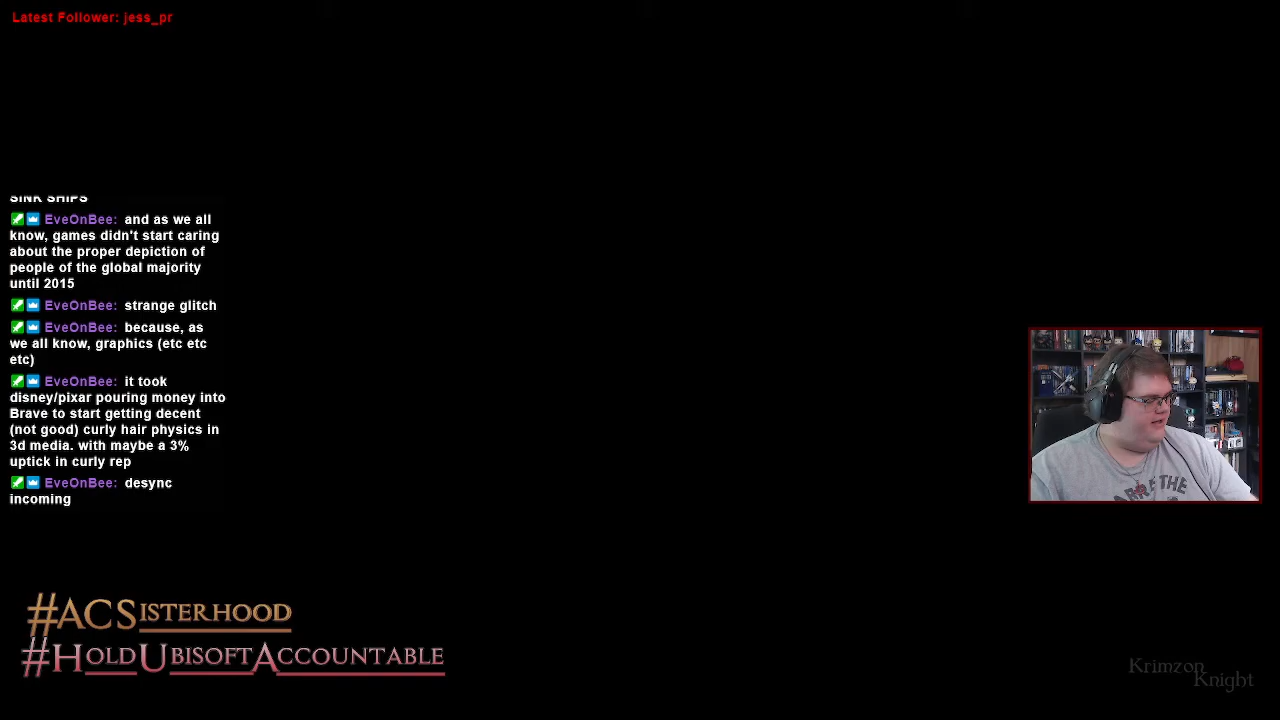 Latest Follower: jess_pr
SINK SHIPS
EveOnBee: and as we all
know, games didn't start caring
about the proper depiction of
people of the global majority
until 2015
EveOnBee: strange glitch
EveOnBee: because, as
we all know, graphics (etc etc
etc)
EveOnBee: it took
disney/pixar pouring money into
Brave to start getting decent
(not good) curly hair physics in
3d media. with maybe a 3%
uptick in curly rep
EveOnBee: desync
incoming
#ACSISTERHOOD
#HOLDUBISOFTACCOUNTABLE
THE
Krimzon
Knight